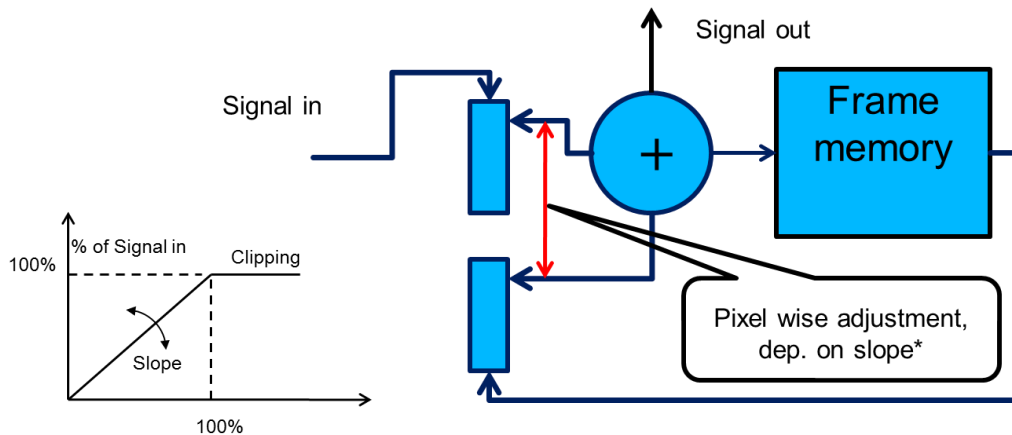 Signal out
Signal in
Frame
memory
+
% of Signal in
100%
Clipping
Slope
100%
Pixel wise adjustment,
dep. on slope*